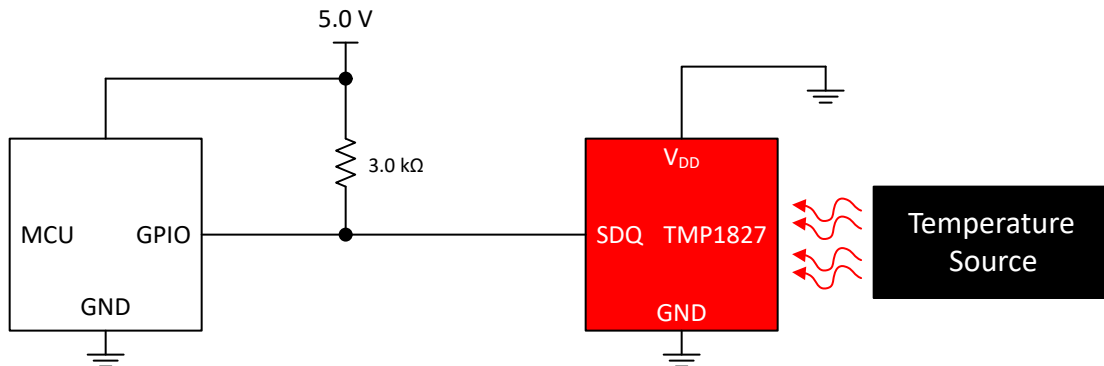 5.0 V
3.0 kΩ
MCU
GPIO
GND
V_DD
SDQ
TMP1827
GND
Temperature
Source